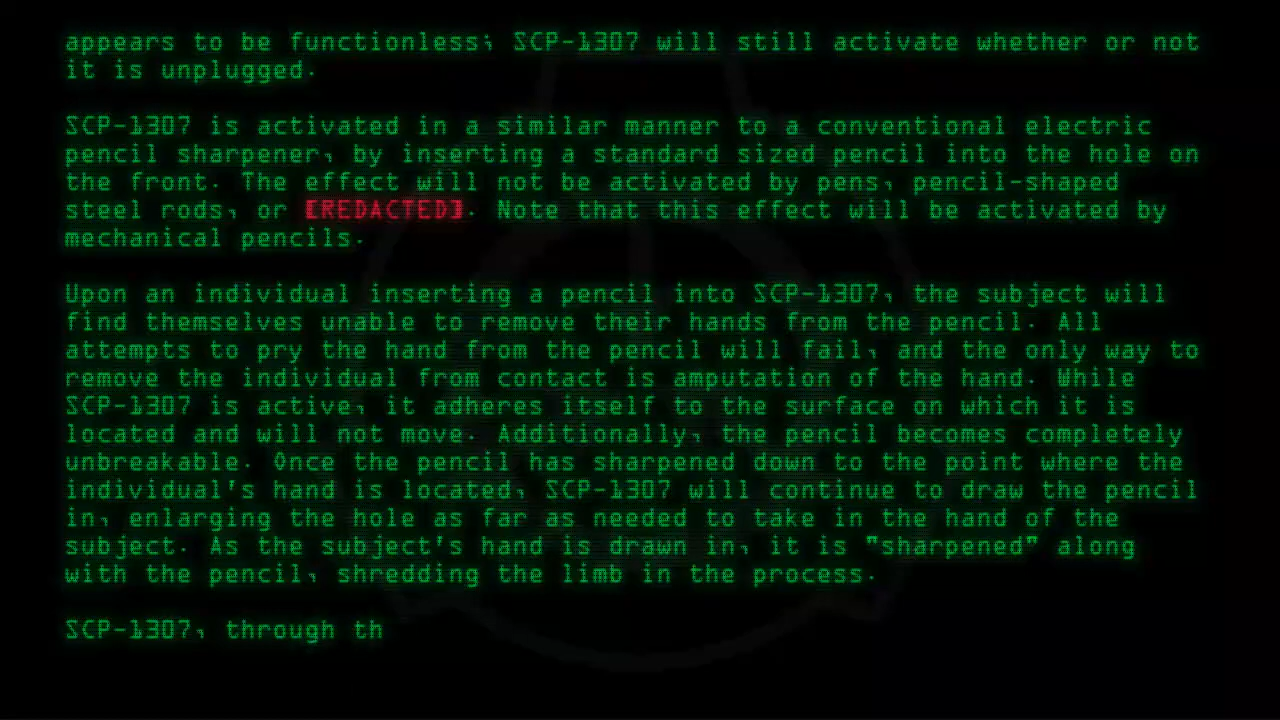 appears to be functionless; SCP-1307 will still activate whether or not
it is unplugged.
SCP-1307 is activated in a similar manner to a conventional electric
pencil sharpener, by inserting a standard sized pencil into the hole on
the front. The effect will not be activated by pens, pencil-shaped
steel rods, or [REDACTED]. Note that this effect will be activated by
mechanical pencils.
Upon an individual inserting a pencil into SCP-1307, the subject will
find themselves unable to remove their hands from the pencil. All
attempts to pry the hand from the pencil will fail, and the only way to
remove the individual from contact is amputation of the hand. While
SCP-1307 is active, it adheres itself to the surface on which it is
located and will not move. Additionally, the pencil becomes completely
unbreakable. Once the pencil has sharpened down to the point where the
individual's hand is located, SCP-1307 will continue to draw the pencil
in, enlarging the hole as far as needed to take in the hand of the
subject. As the subject's hand is drawn in, it is "sharpened" along
with the pencil, shredding the limb in the process.
SCP-1307, through th